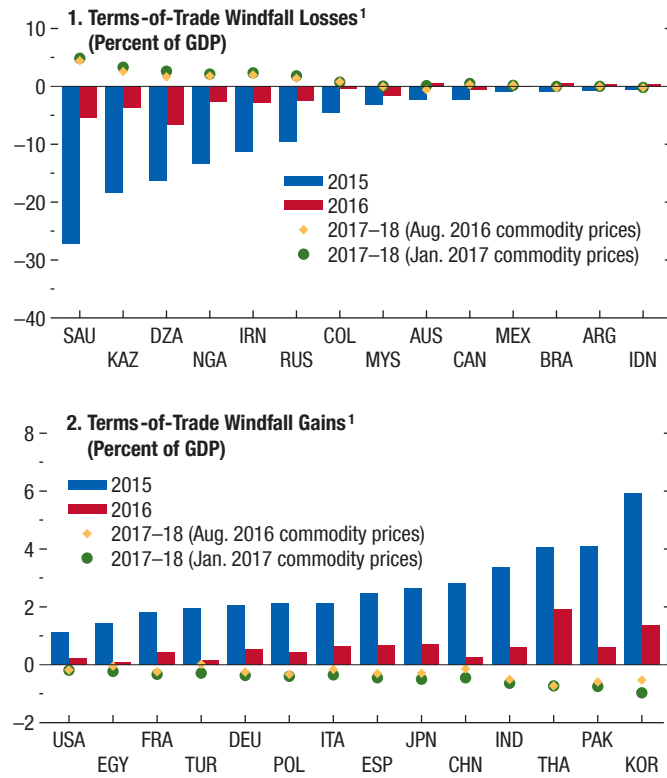 1. Terms-of-Trade Windfall Losses¹
(Percent of GDP)
10
0
−10
−20
−30
−40
2015
2016
2017–18 (Aug. 2016 commodity prices)
2017–18 (Jan. 2017 commodity prices)
SAU DZA IRN COL AUS MEX ARG
KAZ NGA RUS MYS CAN BRA IDN
2. Terms-of-Trade Windfall Gains¹
(Percent of GDP)
8
6
4
2
0
−2
2015
2016
2017–18 (Aug. 2016 commodity prices)
2017–18 (Jan. 2017 commodity prices)
USA FRA DEU ITA JPN IND PAK
EGY TUR POL ESP CHN THA KOR